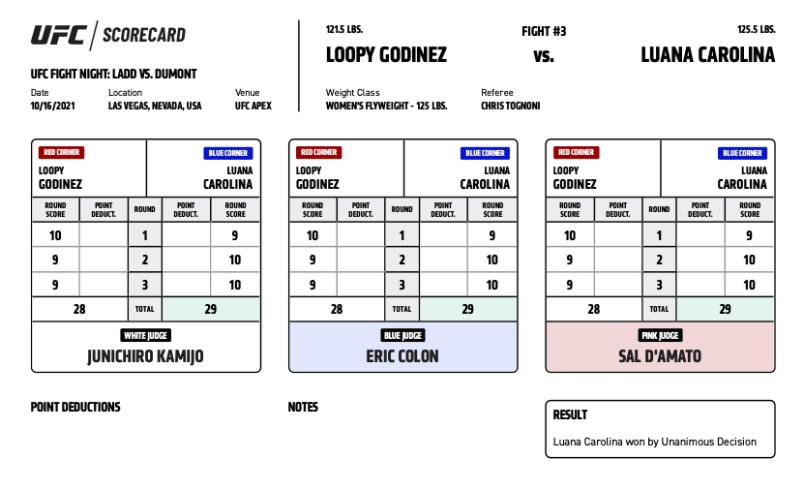 UFC / SCORECARD
UFC FIGHT NIGHT: LADD VS. DUMONT
Date Location Venue
10/16/2021 LAS VEGAS, NEVADA, USA UFC APEX
121.5 LBS. FIGHT #3 125.5 LBS.
LOOPY GODINEZ VS. LUANA CAROLINA
Weight Class Referee
WOMEN'S FLYWEIGHT - 125 LBS. CHRIS TOGNONI
RED CORNER BLUE CORNER
LOOPY LUANA
GODINEZ CAROLINA
ROUND SCORE POINT DEDUCT. ROUND POINT DEDUCT. ROUND SCORE
10 1 9
9 2 10
9 3 10
28 TOTAL 29
WHITE JUDGE
JUNICHIRO KAMIJO
RED CORNER BLUE CORNER
LOOPY LUANA
GODINEZ CAROLINA
ROUND SCORE POINT DEDUCT. ROUND POINT DEDUCT. ROUND SCORE
10 1 9
9 2 10
9 3 10
28 TOTAL 29
BLUE JUDGE
ERIC COLON
RED CORNER BLUE CORNER
LOOPY LUANA
GODINEZ CAROLINA
ROUND SCORE POINT DEDUCT. ROUND POINT DEDUCT. ROUND SCORE
10 1 9
9 2 10
9 3 10
28 TOTAL 29
PINK JUDGE
SAL D'AMATO
POINT DEDUCTIONS
NOTES
RESULT
Luana Carolina won by Unanimous Decision